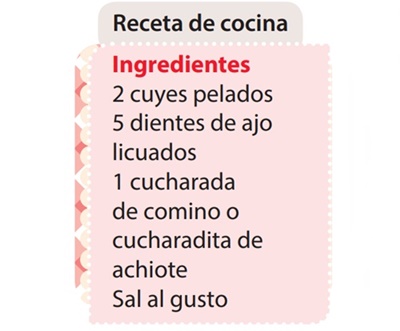 Receta de cocina
Ingredientes
2 cuyes pelados
5 dientes de ajo
licuados
1 cucharada
de comino o
cucharadita de
achiote
Sal al gusto